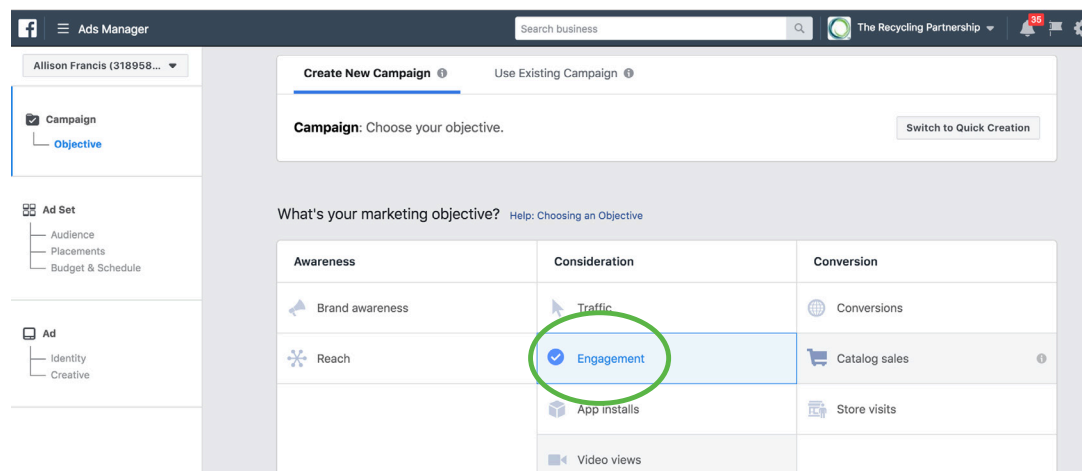 Ads Manager
Search business
The Recycling Partnership
35
Allison Francis (318958...
Campaign
Objective
Ad Set
Audience
Placements
Budget & Schedule
Ad
Identity
Creative
Create New Campaign
Use Existing Campaign
Campaign: Choose your objective.
Switch to Quick Creation
What's your marketing objective? Help: Choosing an Objective
Awareness
Consideration
Conversion
Brand awareness
Traffic
Conversions
Reach
Engagement
Catalog sales
App installs
Store visits
Video views